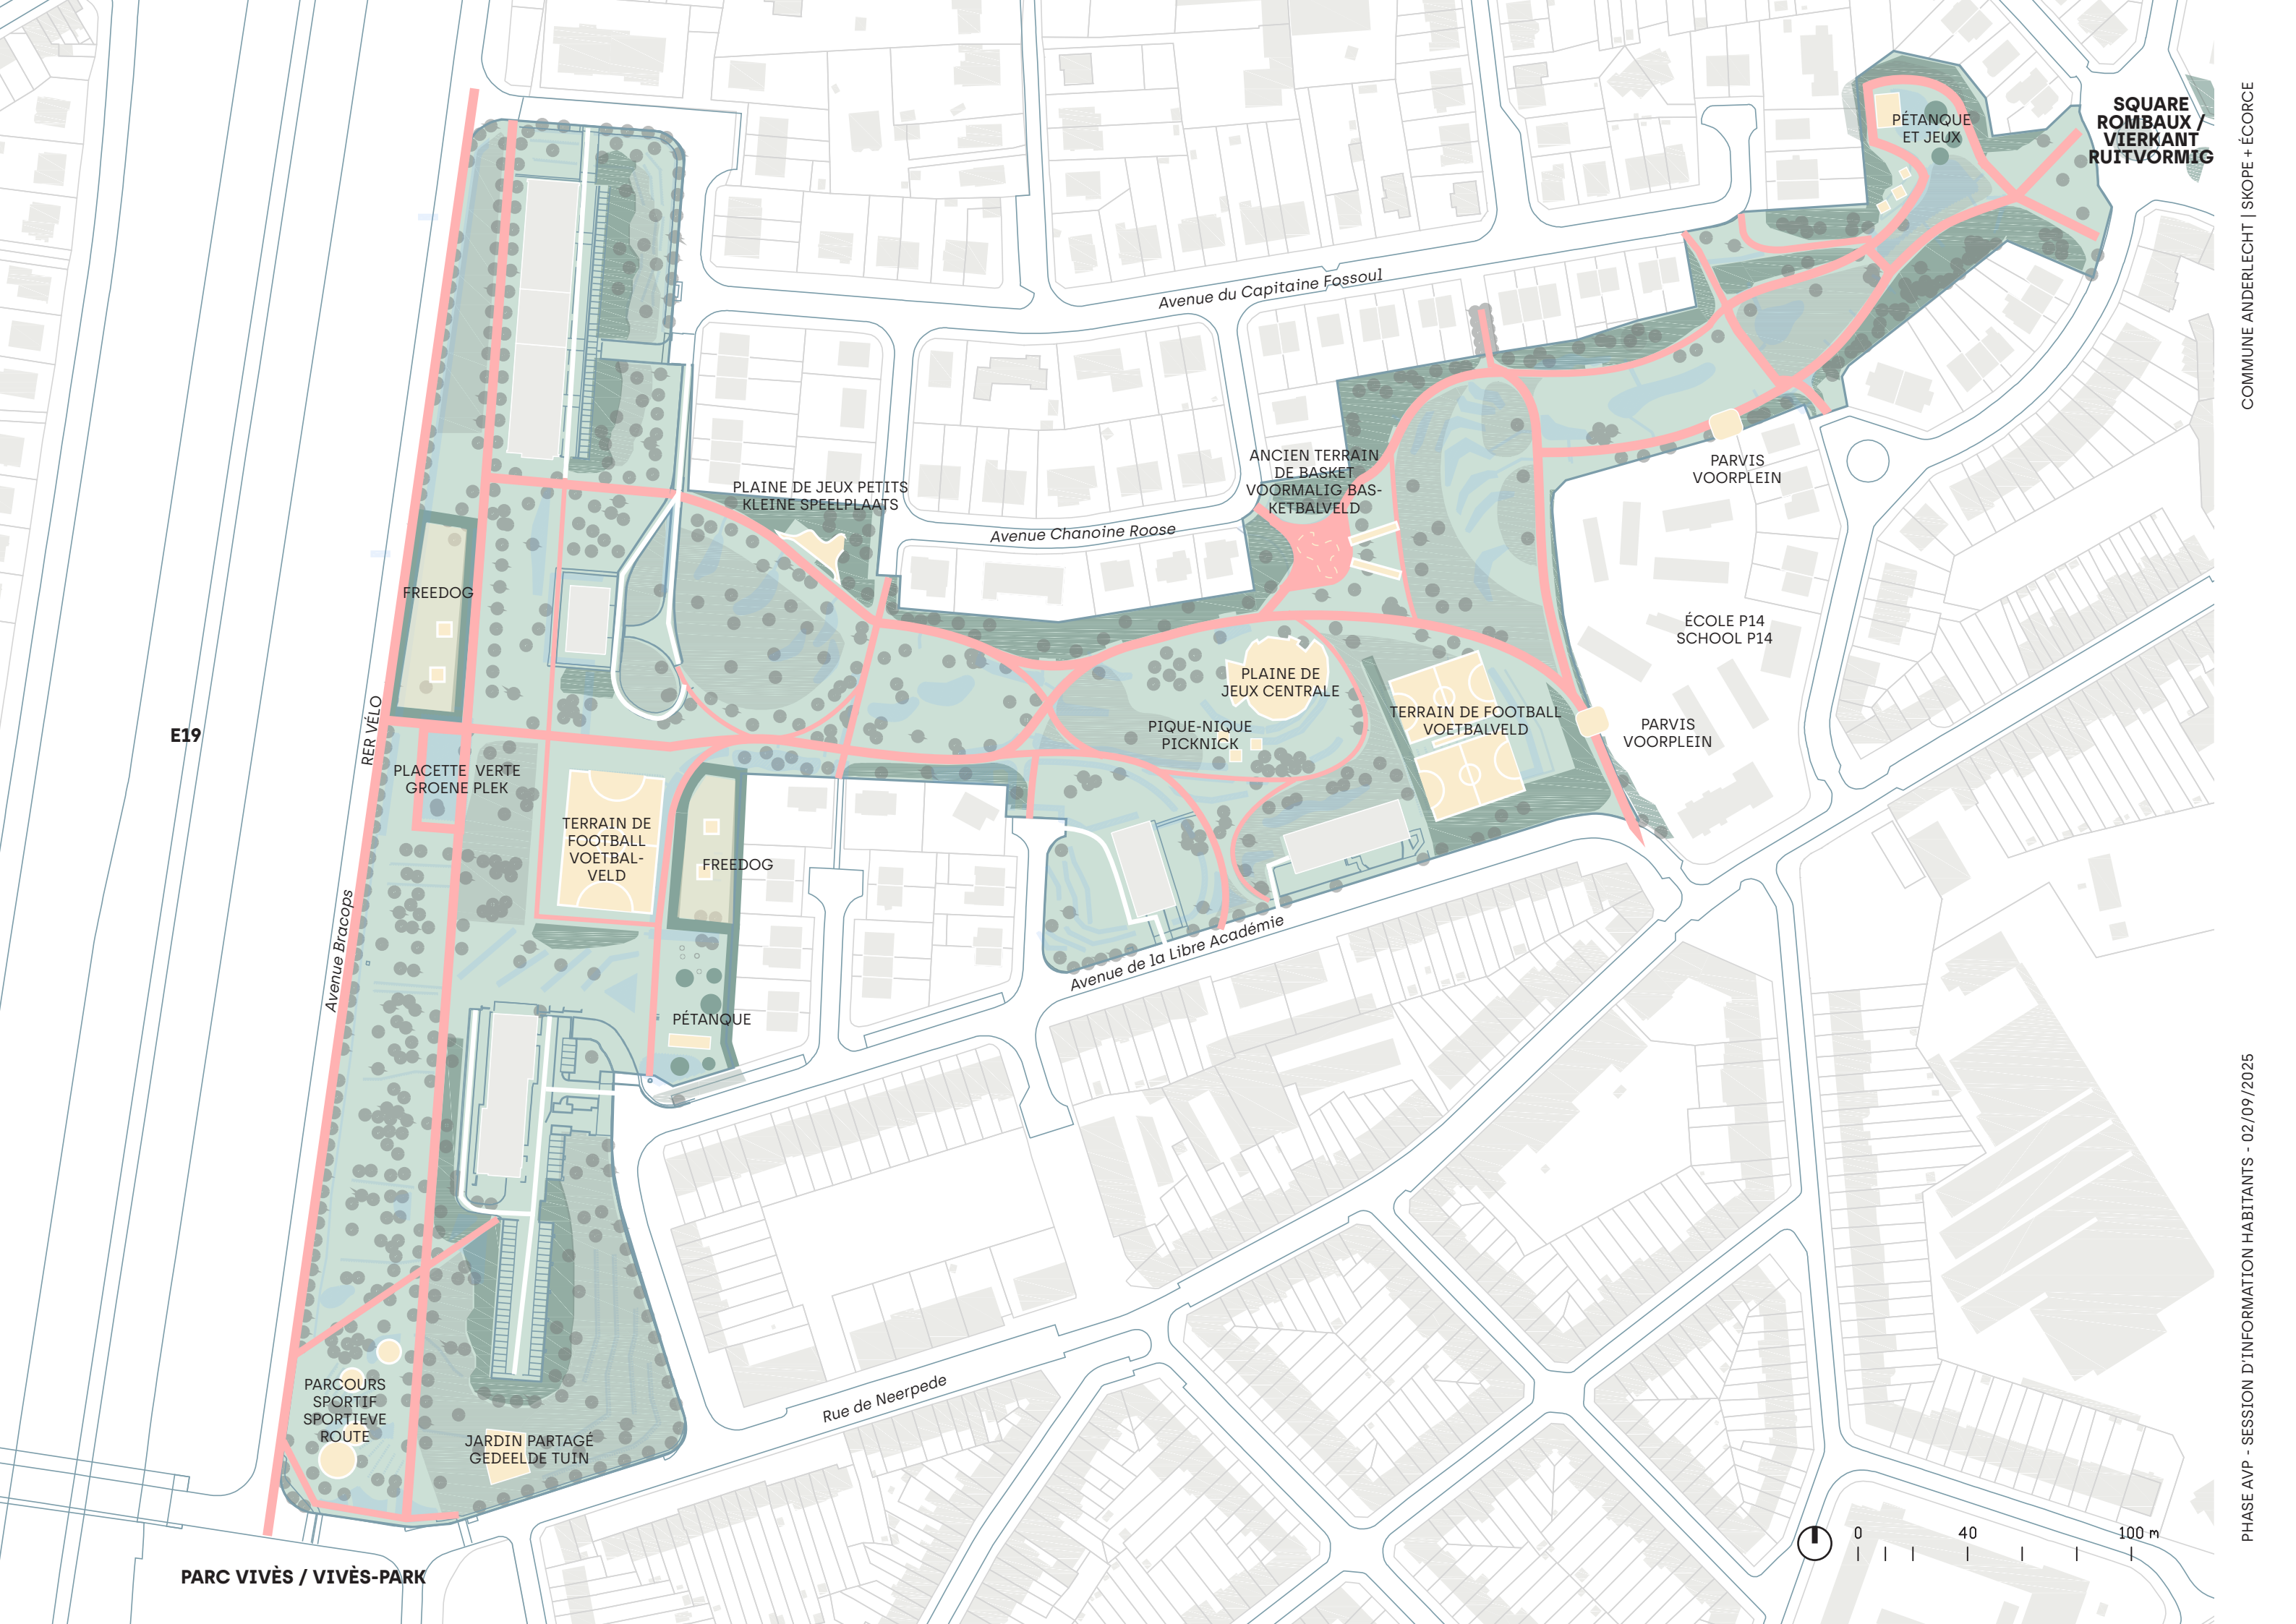 COMMUNE ANDERLECHT | SKOPE + ÉCORCE
SQUARE
ROMBAUX /
VIERKANT
RUITVORMIG
PÉTANQUE
ET JEUX
Avenue du Capitaine Fossoul
ANCIEN TERRAIN
DE BASKET
VOORMALIG BAS-
KETBALVELD
PARVIS
VOORPLEIN
PLAINE DE JEUX PETITS
KLEINE SPEELPLAATS
Avenue Chanoine Roose
FREEDOG
ÉCOLE P14
SCHOOL P14
PLAINE DE
JEUX CENTRALE
E19
RER VÉLO
PIQUE-NIQUE
PICKNICK
TERRAIN DE FOOTBALL
VOETBALVELD
PARVIS
VOORPLEIN
PLACETTE VERTE
GROENE PLEK
TERRAIN DE
FOOTBALL
VOETBAL-
VELD
FREEDOG
Avenue Bracops
Avenue de la Libre Académie
PÉTANQUE
PARCOURS
SPORTIF
SPORTIEVE
ROUTE
JARDIN PARTAGÉ
GEDEELDE TUIN
Rue de Neerpede
PARC VIVÈS / VIVÈS-PARK
0 40 100 m
PHASE AVP - SESSION D'INFORMATION HABITANTS - 02/09/2025